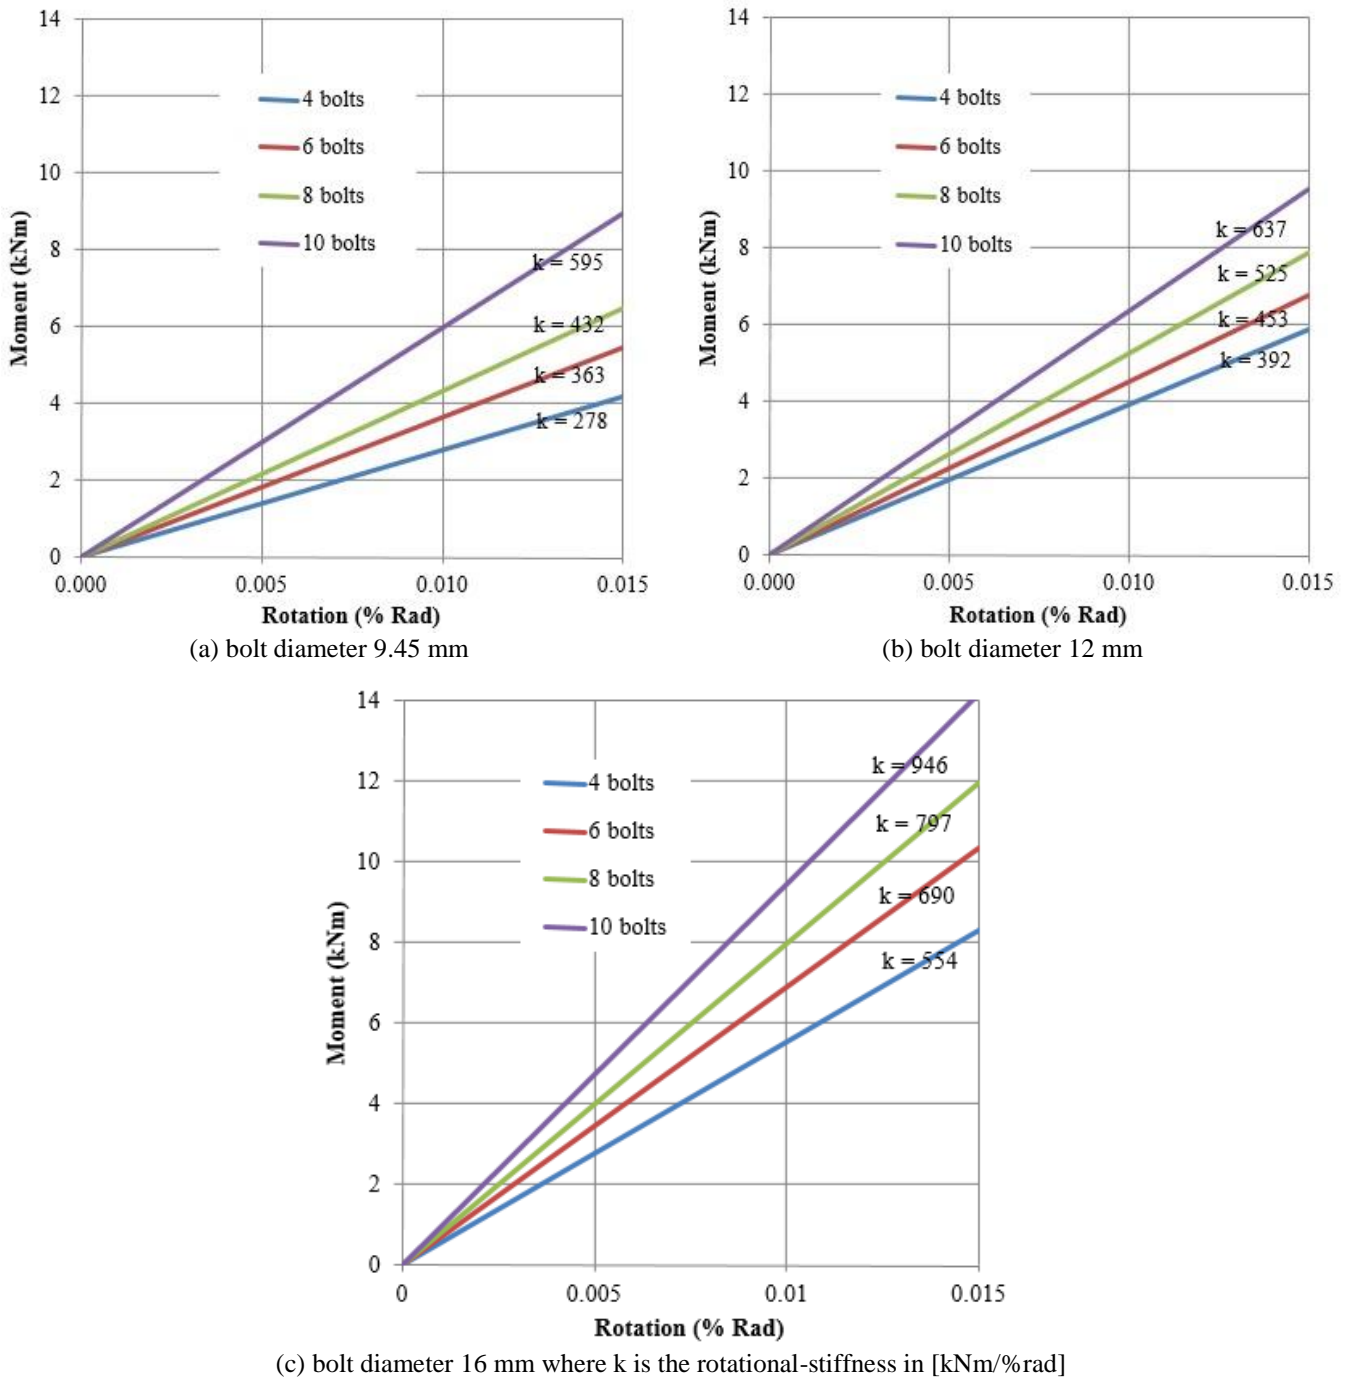 14
12
10
8
6
4
2
0
Moment (kNm)
4 bolts
6 bolts
8 bolts
10 bolts
k = 595
k = 432
k = 363
k = 278
0.000 0.005 0.010 0.015
Rotation (% Rad)
(a) bolt diameter 9.45 mm
14
12
10
8
6
4
2
0
Moment (kNm)
4 bolts
6 bolts
8 bolts
10 bolts
k = 637
k = 525
k = 453
k = 392
0.000 0.005 0.010 0.015
Rotation (% Rad)
(b) bolt diameter 12 mm
14
12
10
8
6
4
2
0
Moment (kNm)
4 bolts
6 bolts
8 bolts
10 bolts
k = 946
k = 797
k = 690
k = 554
0 0.005 0.01 0.015
Rotation (% Rad)
(c) bolt diameter 16 mm where k is the rotational-stiffness in [kNm/%rad]